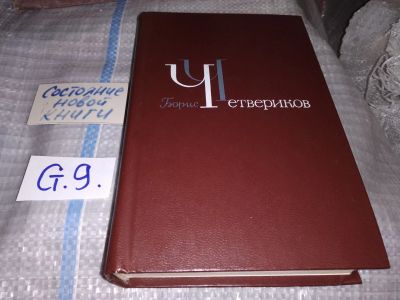 Состояние
новой
книги
G.9.
Борис Четвериков